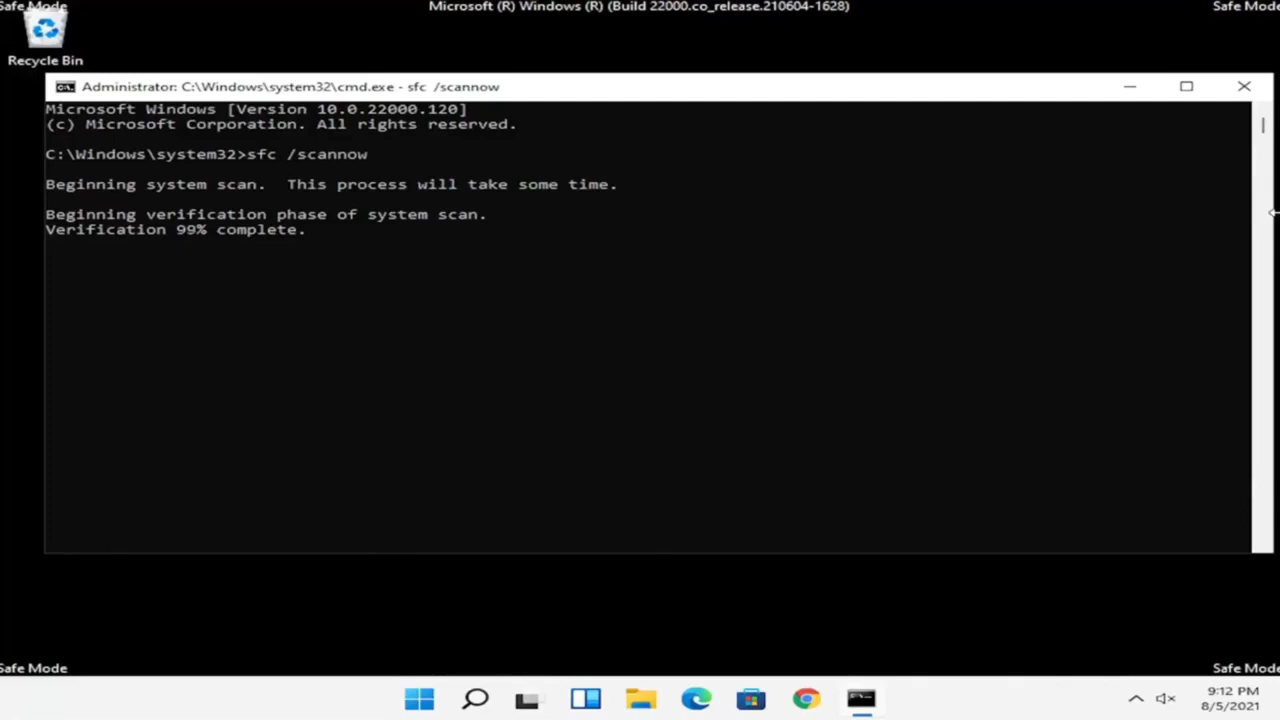 Safe Mode
Microsoft (R) Windows (R) (Build 22000.co_release.210604-1628)
Safe Mode
Recycle Bin
Administrator: C:\Windows\system32\cmd.exe - sfc  /scannow
Microsoft Windows [Version 10.0.22000.120]
(c) Microsoft Corporation. All rights reserved.
C:\Windows\system32>sfc /scannow
Beginning system scan.  This process will take some time.
Beginning verification phase of system scan.
Verification 99% complete.
Safe Mode
Safe Mode
9:12 PM
8/5/2021